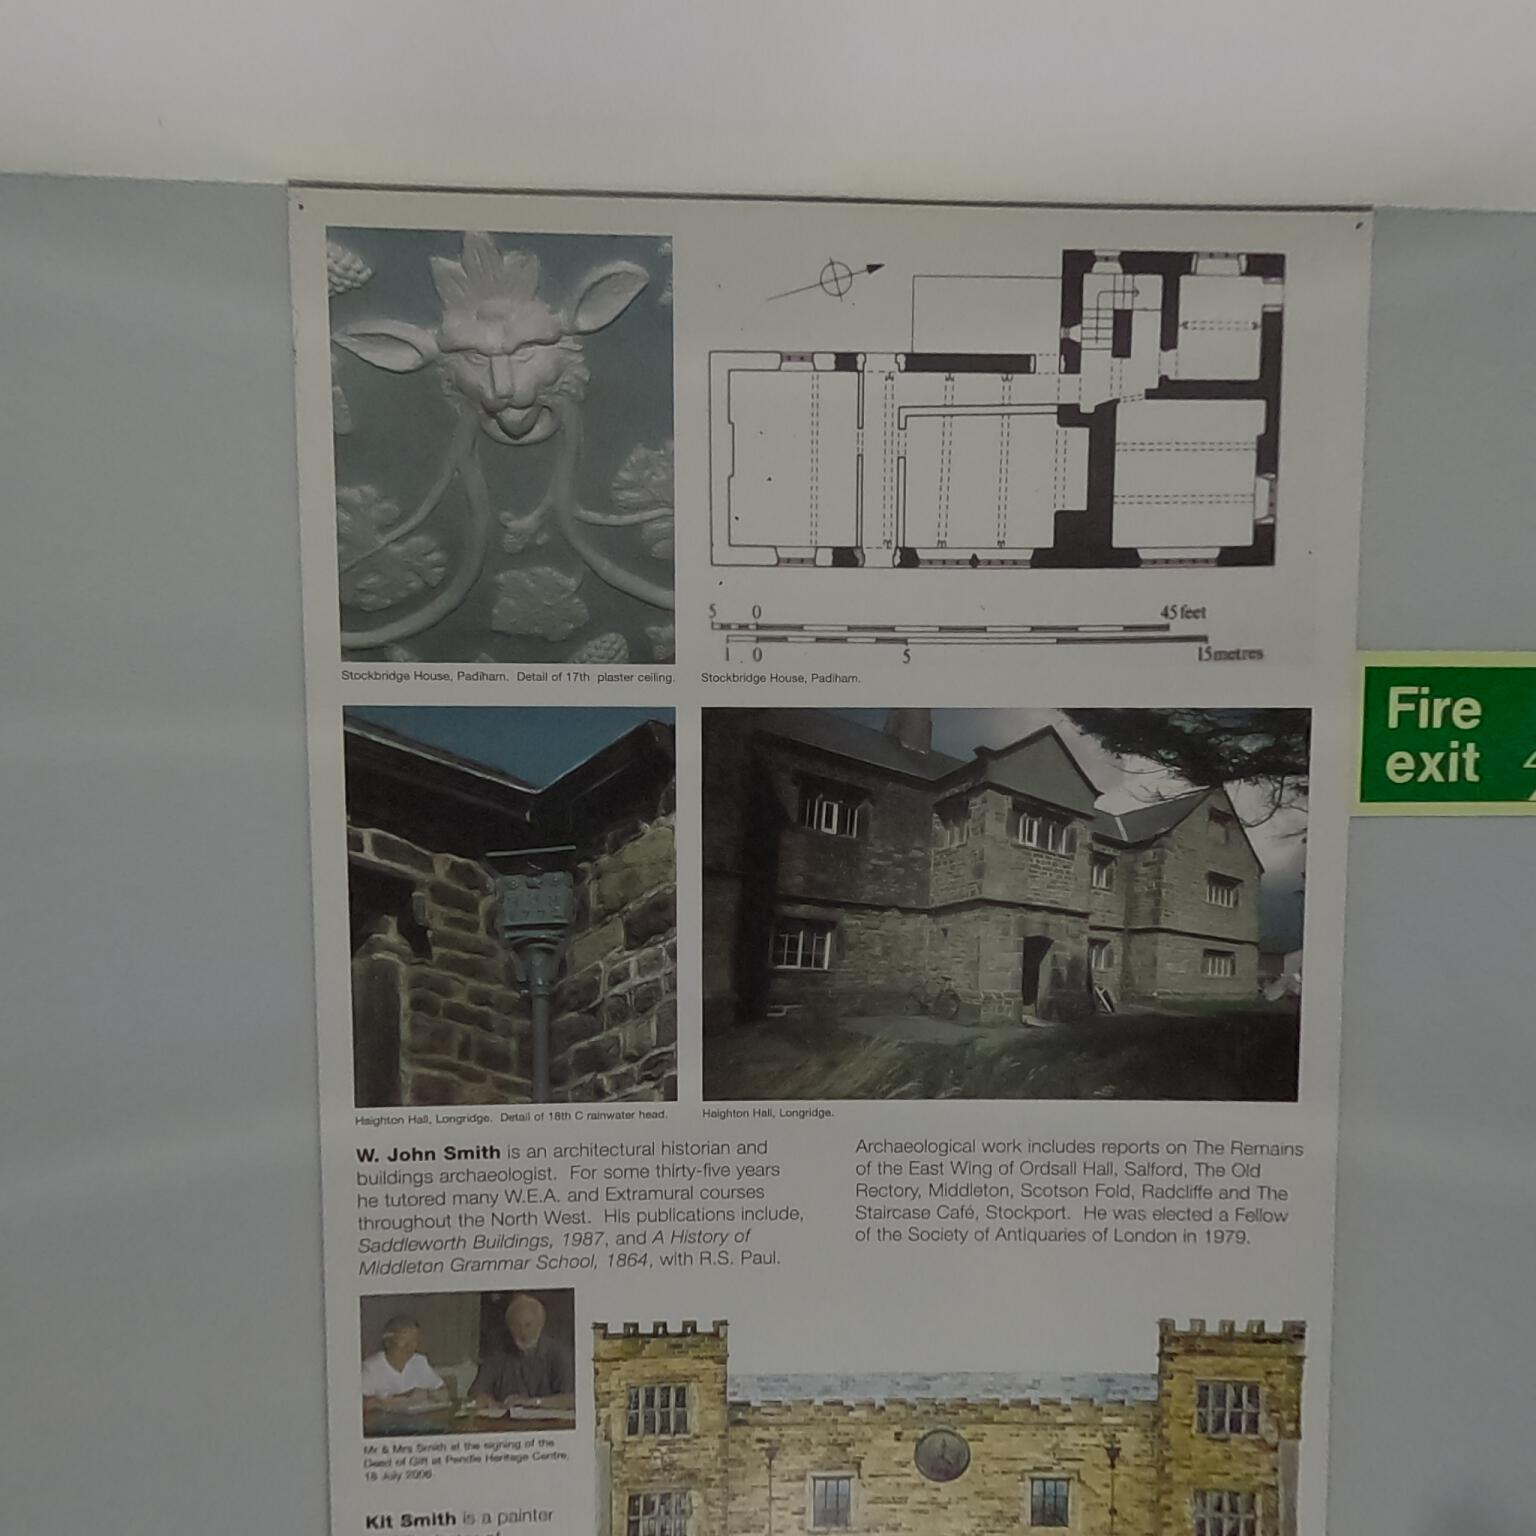 5 0 45 feet
1 0 5 15 metres
Stockbridge House, Padiham. Detail of 17th plaster ceiling.
Stockbridge House, Padiham.
Fire
exit
Haighton Hall, Longridge. Detail of 18th C rainwater head.
Haighton Hall, Longridge.
W. John Smith is an architectural historian and
buildings archaeologist. For some thirty-five years
he tutored many W.E.A. and Extramural courses
throughout the North West. His publications include,
Saddleworth Buildings, 1987, and A History of
Middleton Grammar School, 1864, with R.S. Paul.
Archaeological work includes reports on The Remains
of the East Wing of Ordsall Hall, Salford, The Old
Rectory, Middleton, Scotson Fold, Radcliffe and The
Staircase Café, Stockport. He was elected a Fellow
of the Society of Antiquaries of London in 1979.
Mr & Mrs Smith at the signing of the
Deed of Gift at Pendle Heritage Centre,
18 July 2006
Kit Smith is a painter